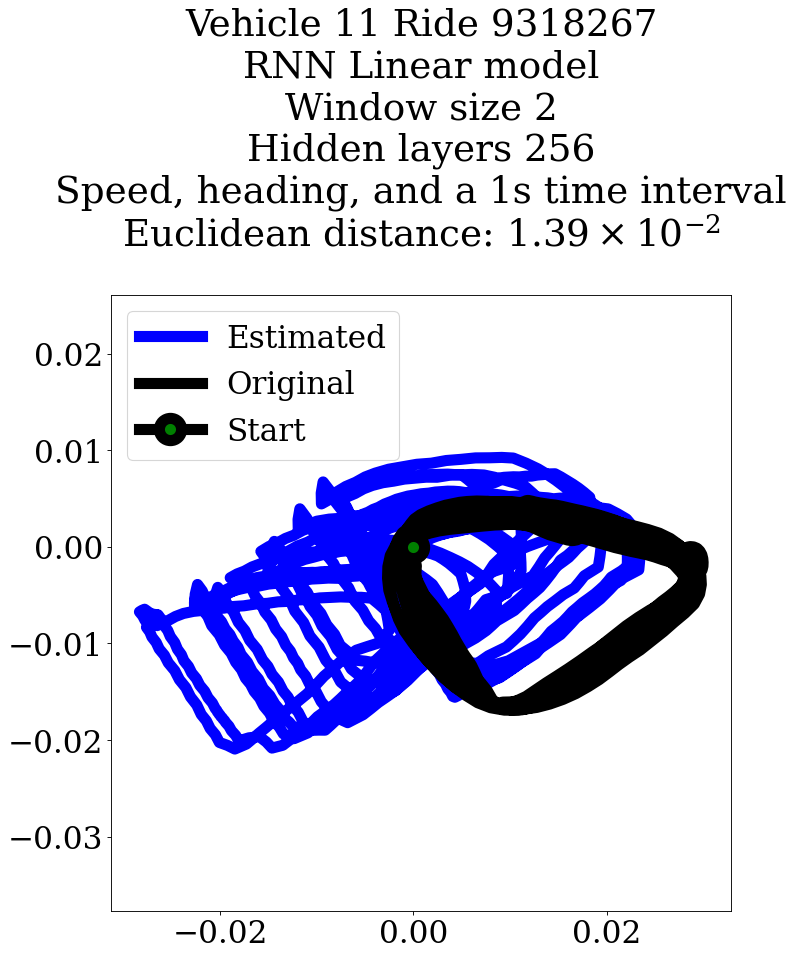 Vehicle 11 Ride 9318267
RNN Linear model
Window size 2
Hidden layers 256
Speed, heading, and a 1s time interval
Euclidean distance: 1.39 × 10⁻²
Estimated
Original
Start
0.02
0.01
0.00
−0.01
−0.02
−0.03
−0.02 0.00 0.02